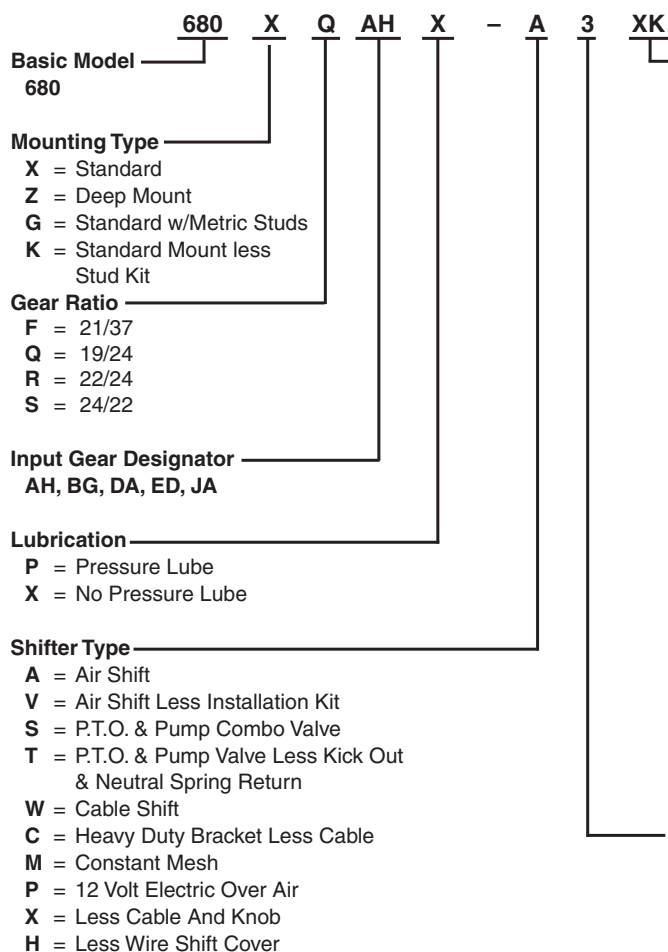 680 X Q AH X – A 3 XK
Basic Model
680
Mounting Type
X = Standard
Z = Deep Mount
G = Standard w/Metric Studs
K = Standard Mount less
Stud Kit
Gear Ratio
F = 21/37
Q = 19/24
R = 22/24
S = 24/22
Input Gear Designator
AH, BG, DA, ED, JA
Lubrication
P = Pressure Lube
X = No Pressure Lube
Shifter Type
A = Air Shift
V = Air Shift Less Installation Kit
S = P.T.O. & Pump Combo Valve
T = P.T.O. & Pump Valve Less Kick Out
& Neutral Spring Return
W = Cable Shift
C = Heavy Duty Bracket Less Cable
M = Constant Mesh
P = 12 Volt Electric Over Air
X = Less Cable And Knob
H = Less Wire Shift Cover